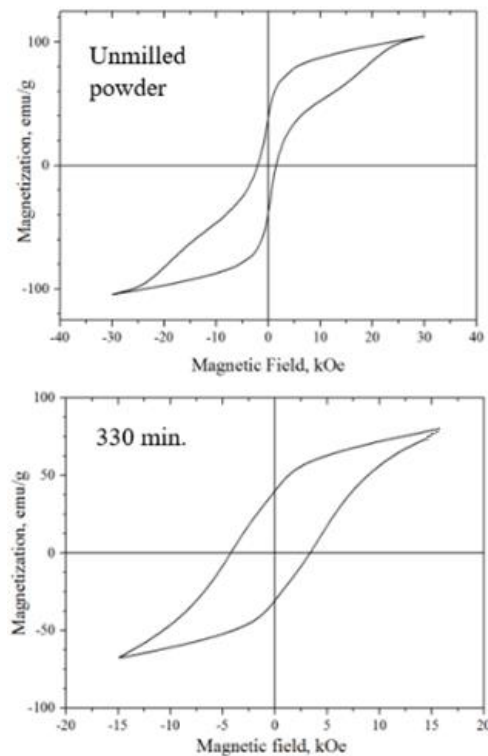 100
Unmilled
powder
Magnetization, emu/g
0
-100
-40 -30 -20 -10 0 10 20 30 40
Magnetic Field, kOe
100
330 min.
50
Magnetization, emu/g
0
-50
-100
-20 -15 -10 -5 0 5 10 15 20
Magnetic field, kOe